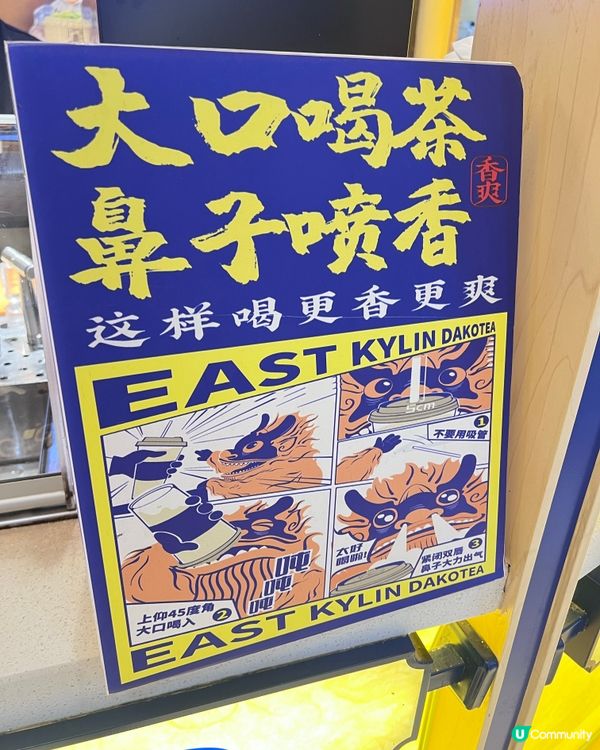 大口喝茶
鼻子喷香
香爽
这样喝更香更爽
EAST KYLIN DAKOTEA
5cm
1
不要用吸管
上仰45度角
大口喝入
2
吨
吨
吨
太好
喝啦!
3
紧闭双唇
鼻子大力出气
EAST KYLIN DAKOTEA
U Community